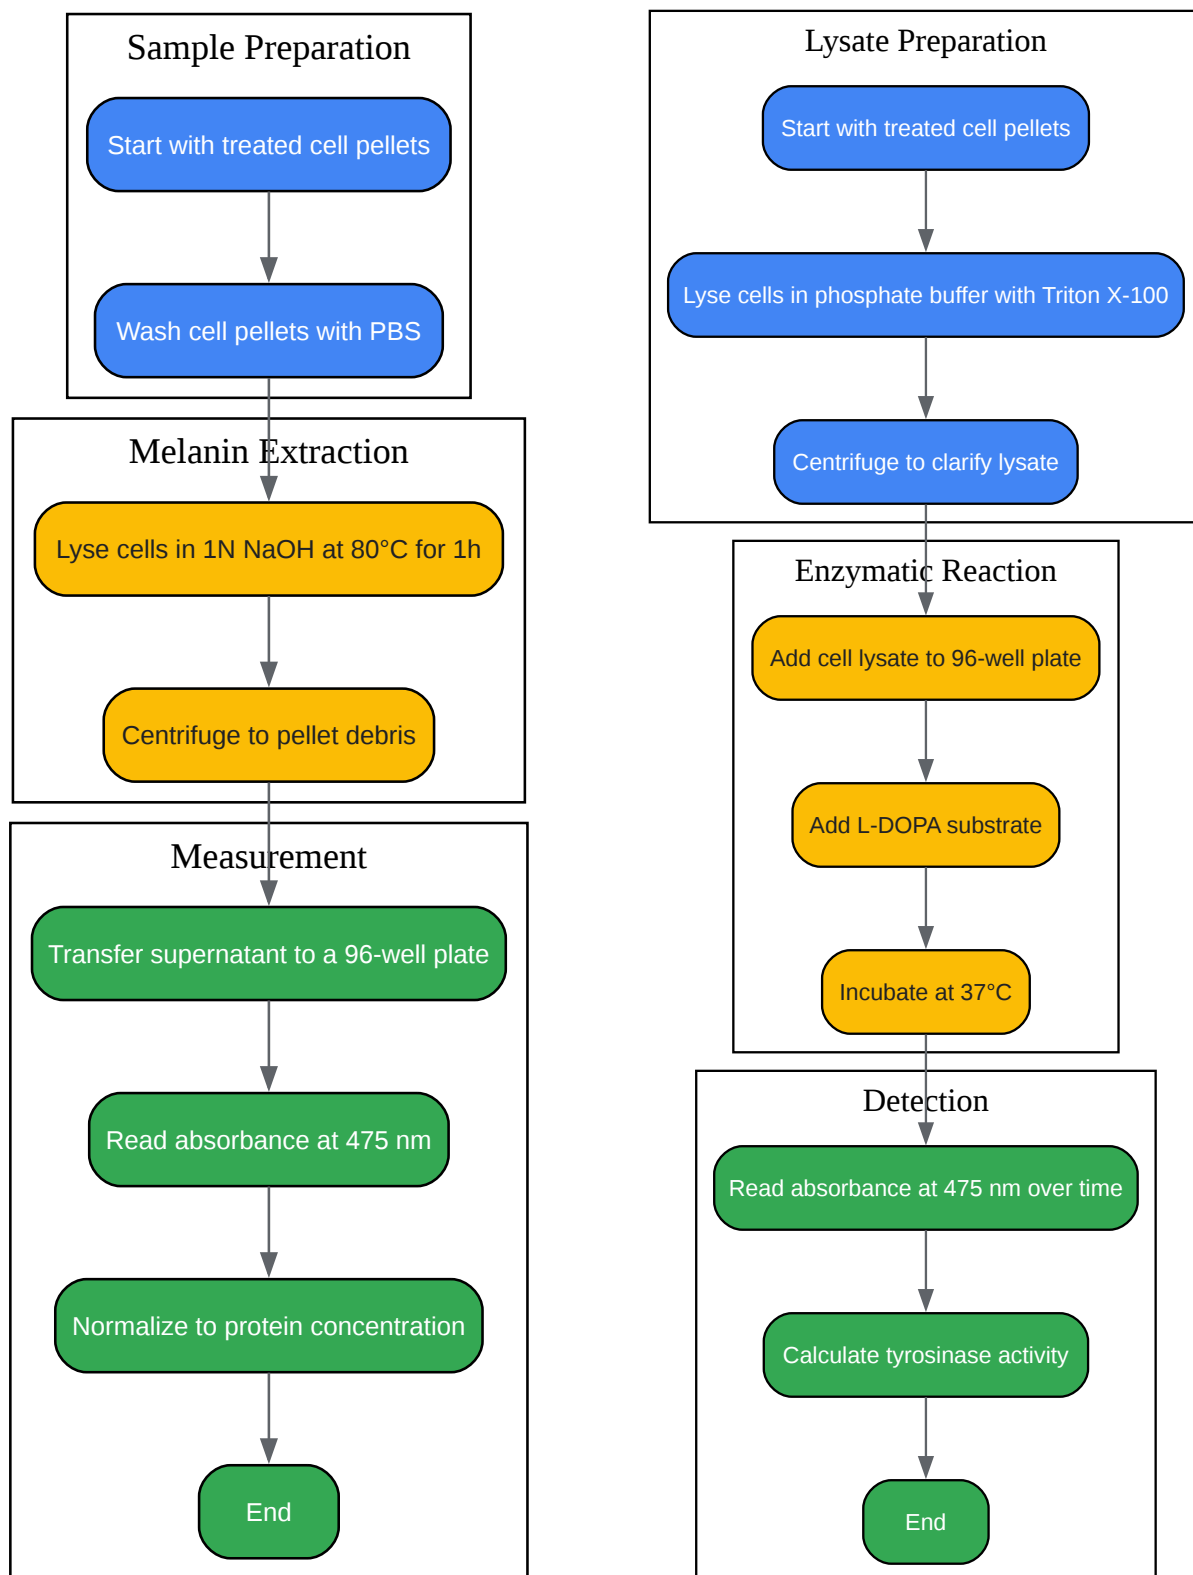 Sample Preparation
Start with treated cell pellets
Wash cell pellets with PBS
Melanin Extraction
Lyse cells in 1N NaOH at 80°C for 1h
Centrifuge to pellet debris
Measurement
Transfer supernatant to a 96-well plate
Read absorbance at 475 nm
Normalize to protein concentration
End
Lysate Preparation
Start with treated cell pellets
Lyse cells in phosphate buffer with Triton X-100
Centrifuge to clarify lysate
Enzymatic Reaction
Add cell lysate to 96-well plate
Add L-DOPA substrate
Incubate at 37°C
Detection
Read absorbance at 475 nm over time
Calculate tyrosinase activity
End